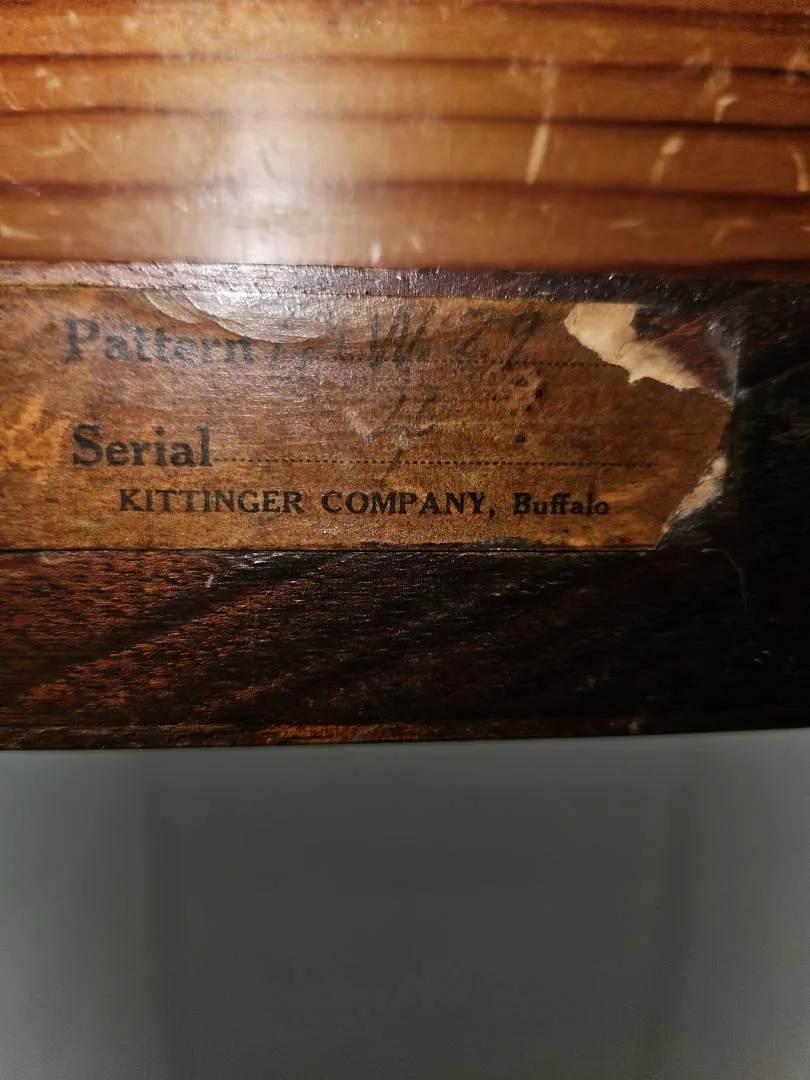 Pattern
Serial
KITTINGER COMPANY, Buffalo